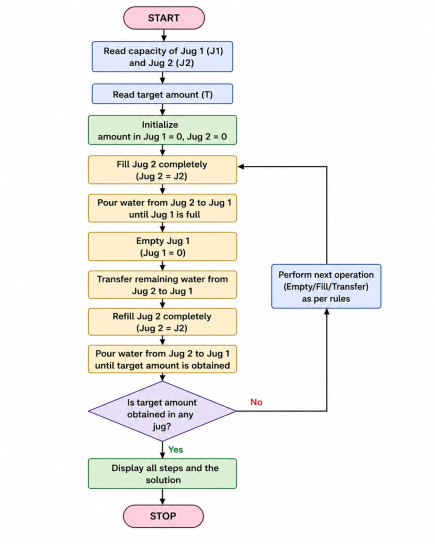 START
Read capacity of Jug 1 (J1)
and Jug 2 (J2)
Read target amount (T)
Initialize
amount in Jug 1 = 0, Jug 2 = 0
Fill Jug 2 completely
(Jug 2 = J2)
Pour water from Jug 2 to Jug 1
until Jug 1 is full
Empty Jug 1
(Jug 1 = 0)
Transfer remaining water from
Jug 2 to Jug 1
Refill Jug 2 completely
(Jug 2 = J2)
Pour water from Jug 2 to Jug 1
until target amount is obtained
Is target amount
obtained in any
jug?
No
Perform next operation
(Empty/Fill/Transfer)
as per rules
Yes
Display all steps and the
solution
STOP